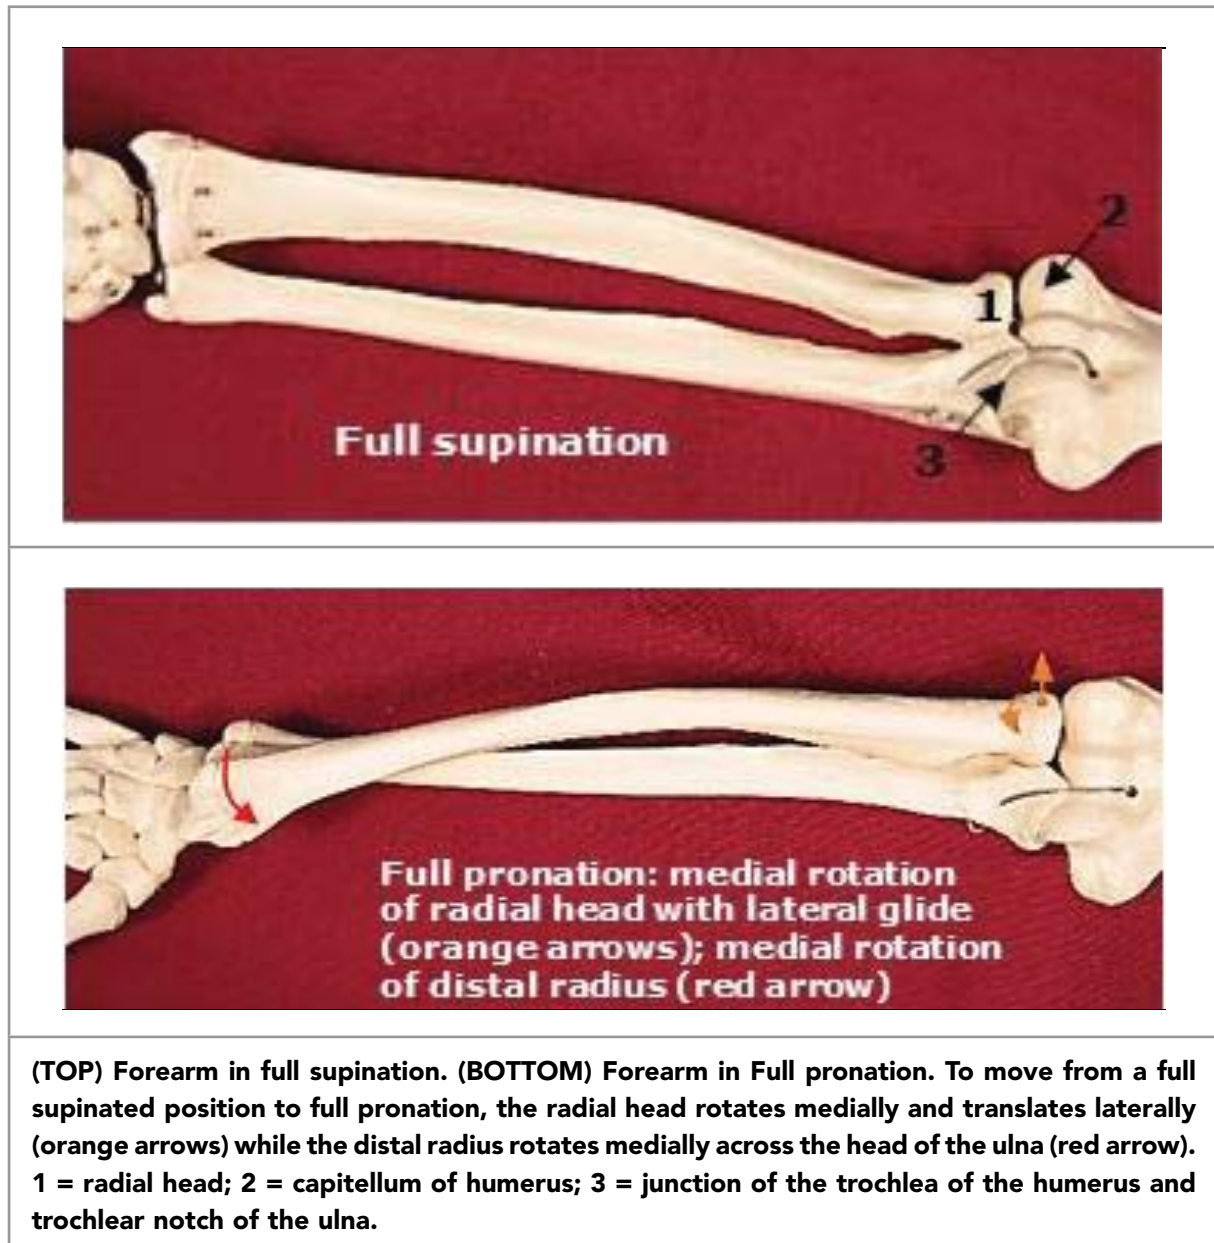 2
1
3
Full supination
Full pronation: medial rotation
of radial head with lateral glide
(orange arrows); medial rotation
of distal radius (red arrow)
(TOP) Forearm in full supination. (BOTTOM) Forearm in Full pronation. To move from a full
supinated position to full pronation, the radial head rotates medially and translates laterally
(orange arrows) while the distal radius rotates medially across the head of the ulna (red arrow).
1 = radial head; 2 = capitellum of humerus; 3 = junction of the trochlea of the humerus and
trochlear notch of the ulna.